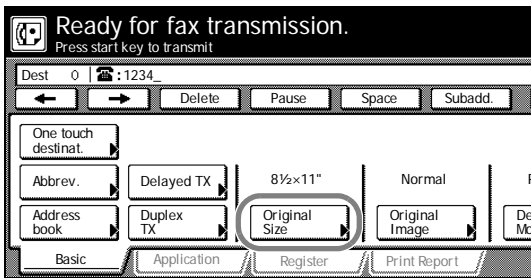 Ready for fax transmission.
Press start key to transmit
Dest 0 ☎:1234_
← → Delete Pause Space Subadd.
One touch
destinat.
Abbrev. Delayed TX 8½×11" Normal
Address
book
Duplex
TX
Original
Size
Original
Image
Basic Application Register Print Report